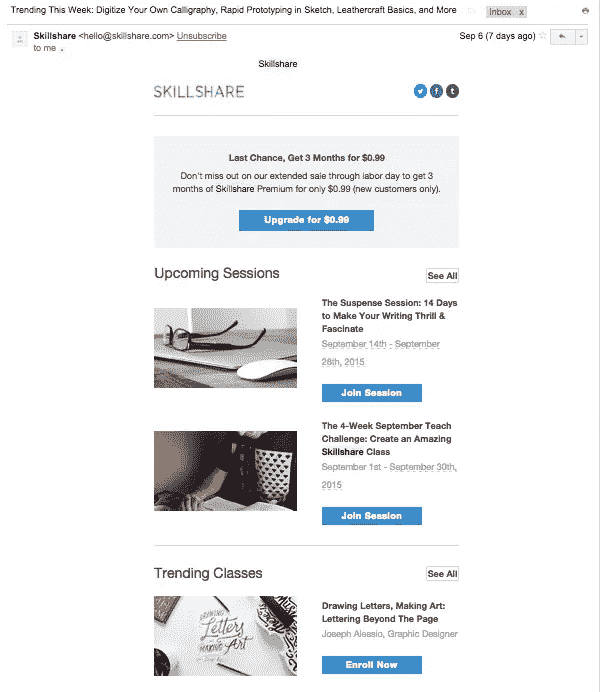 Trending This Week: Digitize Your Own Calligraphy, Rapid Prototyping in Sketch, Leathercraft Basics, and More
Inbox x
Skillshare <hello@skillshare.com> Unsubscribe
Sep 6 (7 days ago)
to me
Skillshare
SKILLSHARE
Last Chance, Get 3 Months for $0.99
Don't miss out on our extended sale through labor day to get 3
months of Skillshare Premium for only $0.99 (new customers only).
Upgrade for $0.99
Upcoming Sessions
See All
The Suspense Session: 14 Days
to Make Your Writing Thrill &
Fascinate
September 14th - September
26th, 2015
Join Session
The 4-Week September Teach
Challenge: Create an Amazing
Skillshare Class
September 1st - September 30th,
2015
Join Session
Trending Classes
See All
DRAWING
Letters
MAKING
Art
Drawing Letters, Making Art:
Lettering Beyond The Page
Joseph Alessio, Graphic Designer
Enroll Now